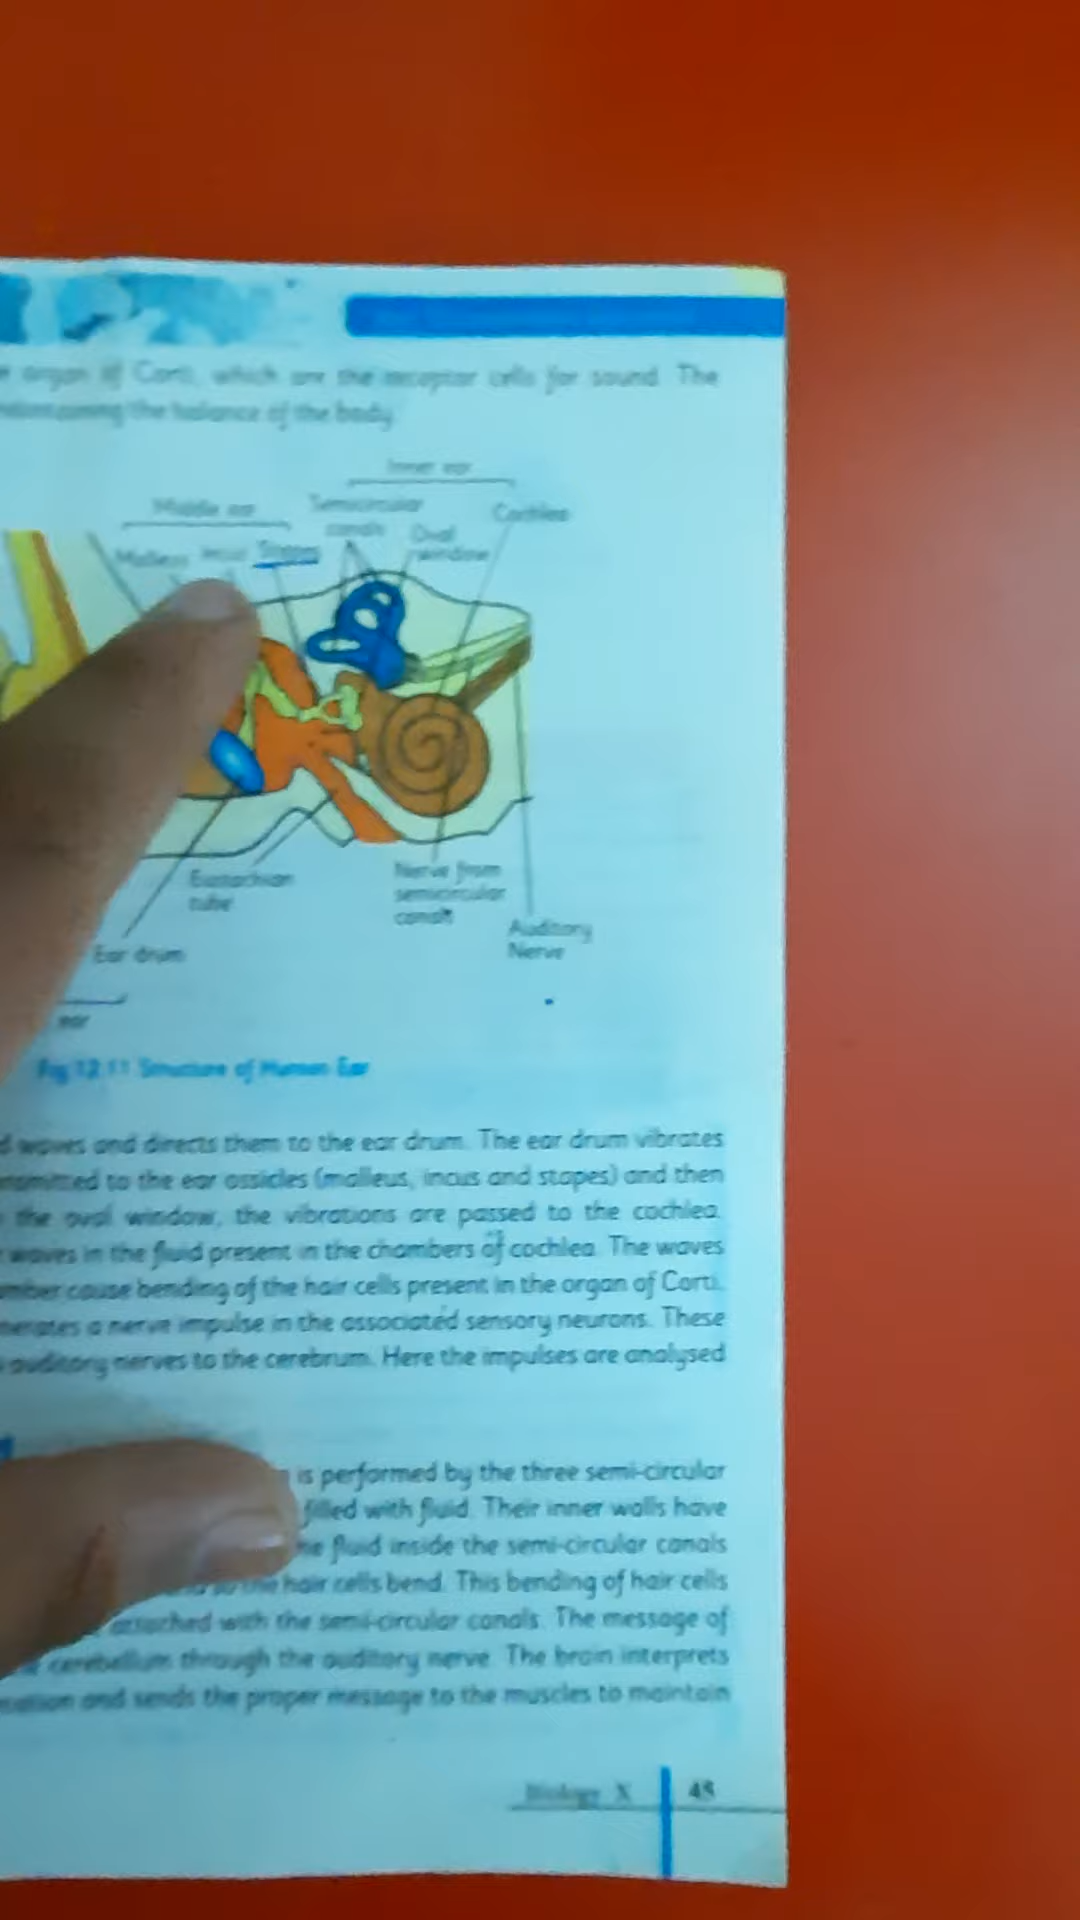 organ of Corti, which are the receptor cells for sound. The
the balance of the body.
Inner ear
Middle ear
Semicircular
canals
Cochlea
Oval
window
Malleus
Incus
Stapes
Eustachian
tube
Nerve from
semicircular
canals
Auditory
Nerve
Ear drum
ear
Fig 12.11 Structure of Human Ear
waves and directs them to the ear drum. The ear drum vibrates
to the ear ossicles (malleus, incus and stapes) and then
the oval window, the vibrations are passed to the cochlea.
waves in the fluid present in the chambers of cochlea. The waves
cause bending of the hair cells present in the organ of Corti.
a nerve impulse in the associated sensory neurons. These
auditory nerves to the cerebrum. Here the impulses are analysed
is performed by the three semi-circular
filled with fluid. Their inner walls have
fluid inside the semi-circular canals
hair cells bend. This bending of hair cells
attached with the semi-circular canals. The message of
cerebellum through the auditory nerve. The brain interprets
and sends the proper message to the muscles to maintain
Biology X 45